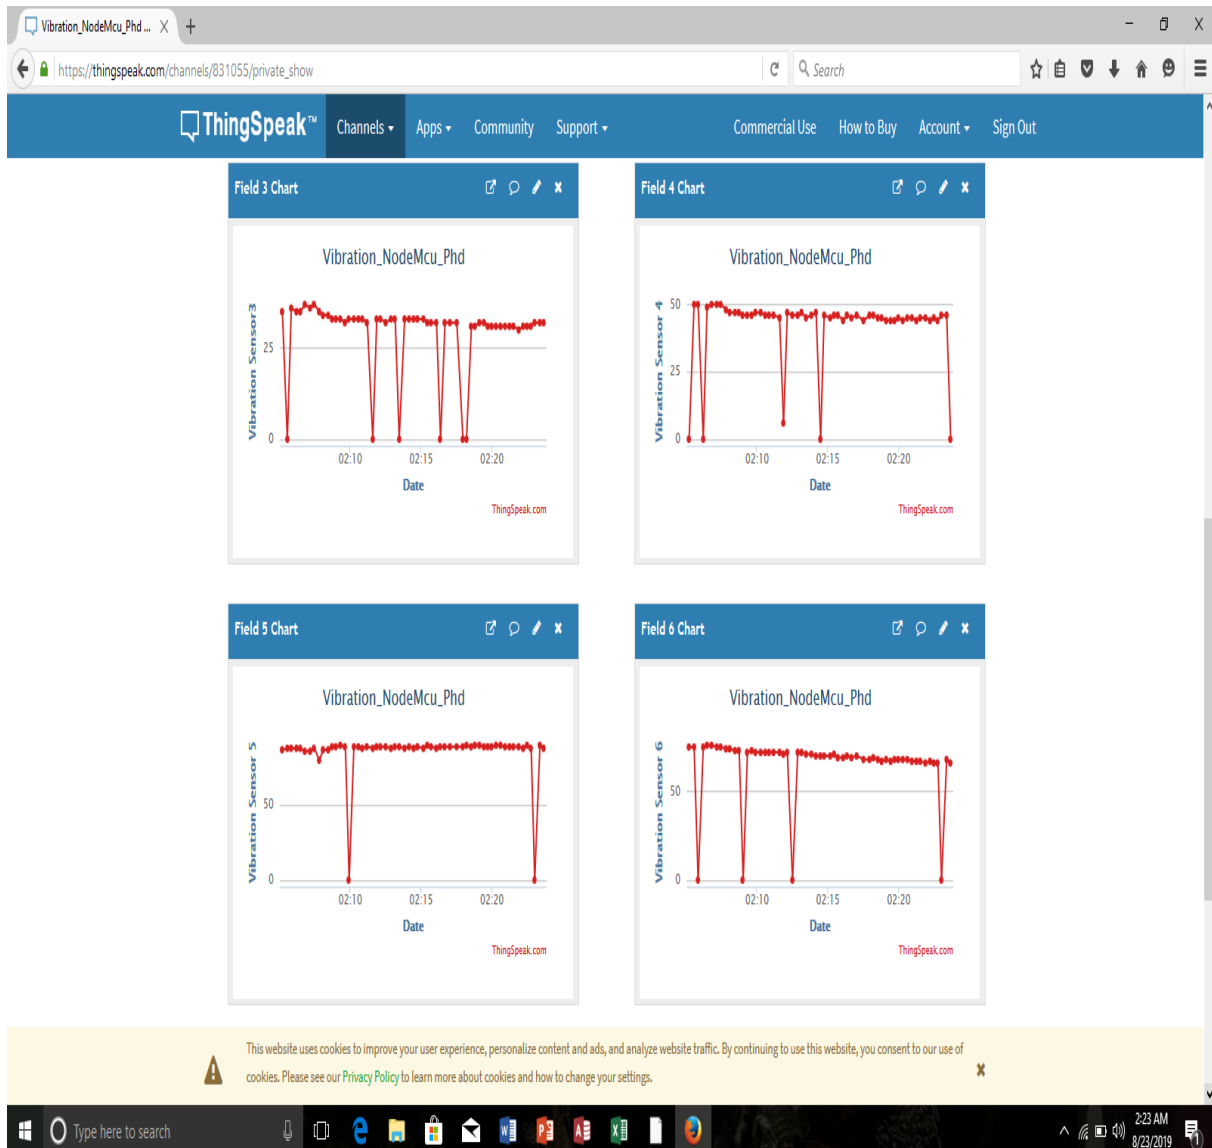 Vibration_NodeMcu_Phd ...
https://thingspeak.com/channels/831055/private_show
Search
ThingSpeak™ Channels Apps Community Support Commercial Use How to Buy Account Sign Out
Field 3 Chart
Vibration_NodeMcu_Phd
Vibration Sensor3
25
0
02:10 02:15 02:20
Date
ThingSpeak.com
Field 4 Chart
Vibration_NodeMcu_Phd
Vibration Sensor 4
50
25
0
02:10 02:15 02:20
Date
ThingSpeak.com
Field 5 Chart
Vibration_NodeMcu_Phd
Vibration Sensor 5
50
0
02:10 02:15 02:20
Date
ThingSpeak.com
Field 6 Chart
Vibration_NodeMcu_Phd
Vibration Sensor 6
50
0
02:10 02:15 02:20
Date
ThingSpeak.com
This website uses cookies to improve your user experience, personalize content and ads, and analyze website traffic. By continuing to use this website, you consent to our use of
cookies. Please see our Privacy Policy to learn more about cookies and how to change your settings.
Type here to search
2:23 AM
8/23/2019